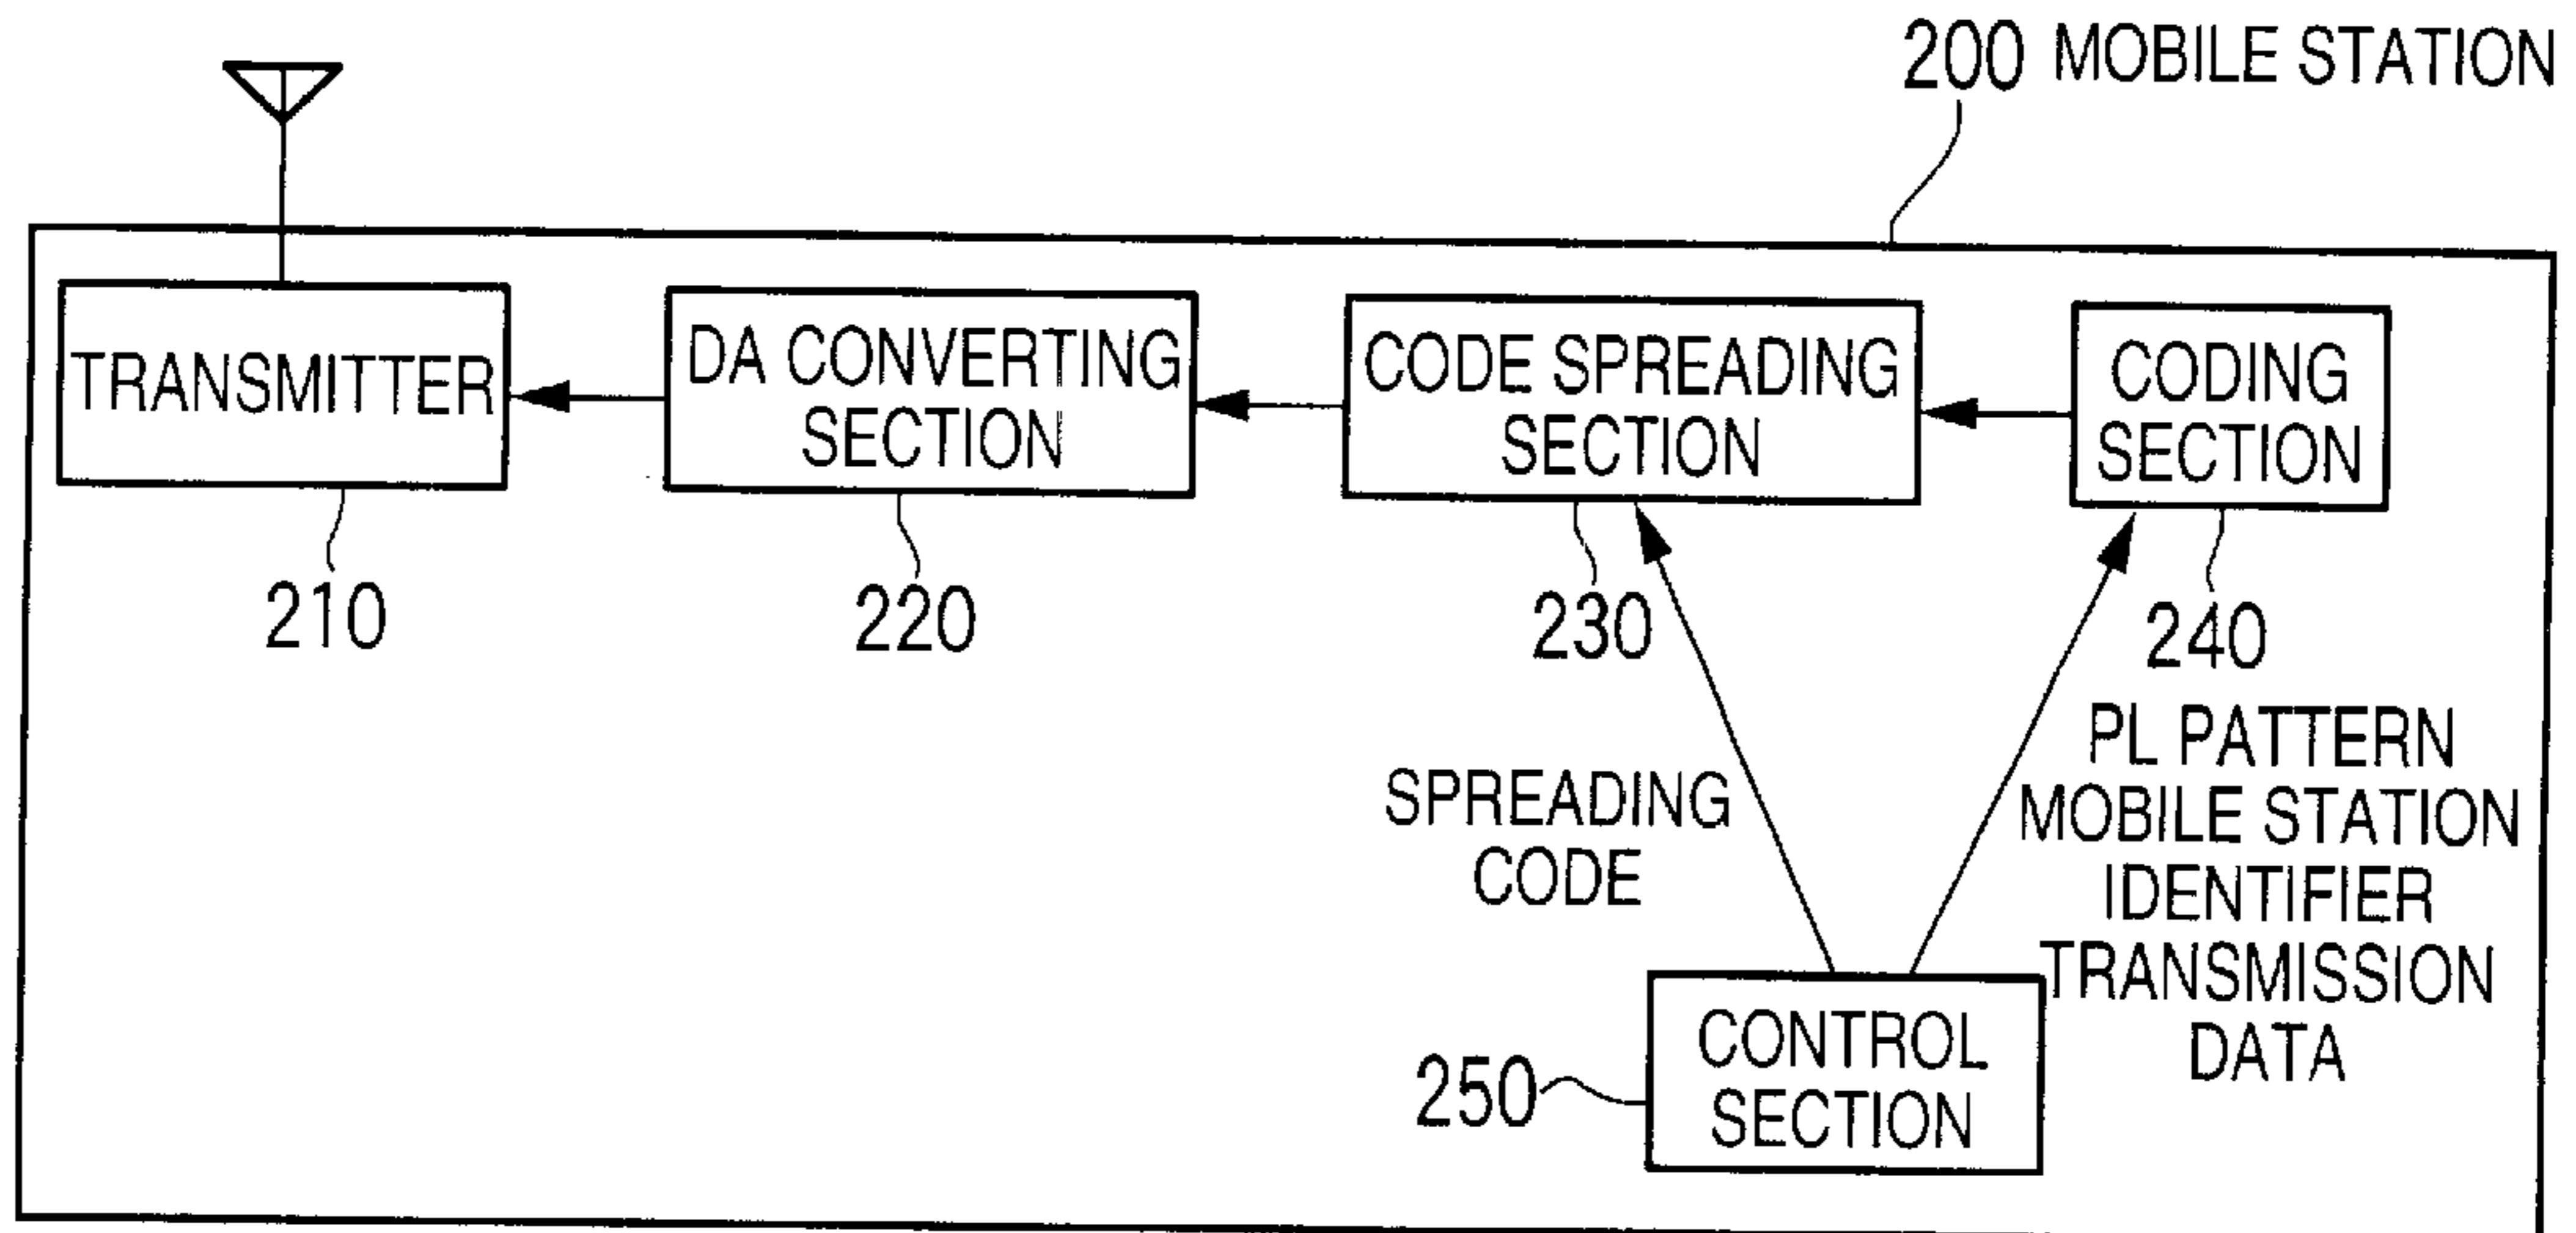 200 MOBILE STATION
TRANSMITTER
DA CONVERTING
SECTION
CODE SPREADING
SECTION
CODING
SECTION
210
220
230
240
SPREADING
CODE
PL PATTERN
MOBILE STATION
IDENTIFIER
TRANSMISSION
DATA
250
CONTROL
SECTION